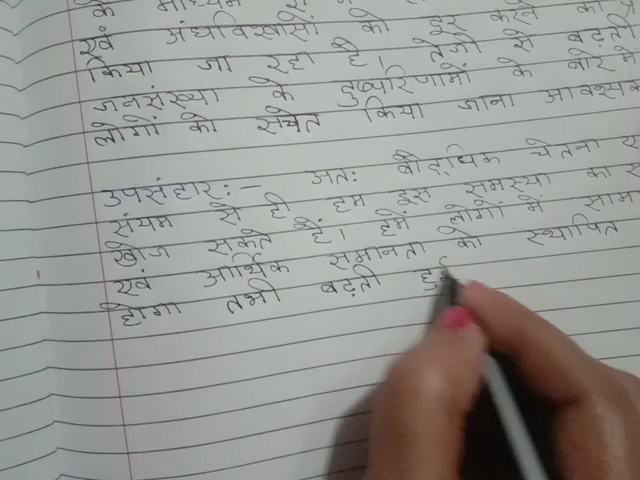 के माध्यम
एवं अंधविश्वासों को दूर करने का
किया जा रहा है। तेजी से बढ़ती
जनसंख्या के दुष्परिणामों के बारे में
लोगों को सचेत किया जाना आवश्यक
उपसंहार:- अतः बौद्धिक चेतना
संयम से ही हम इस समस्या का
खोज सकते हैं। हमें लोगों में
एवं आर्थिक समानता को स्थापित
होगा तभी बढ़ती हुई